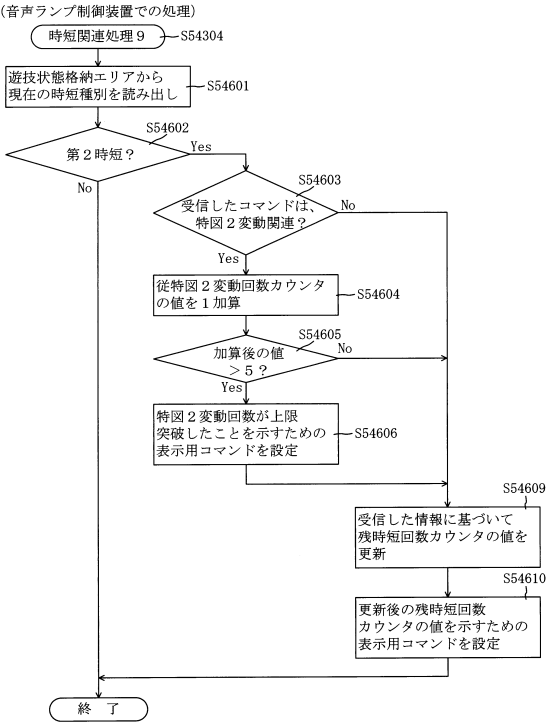 (音声ランプ制御装置での処理)
時短関連処理9
S54304
遊技状態格納エリアから
現在の時短種別を読み出し
S54601
S54602
第2時短?
Yes
No
S54603
受信したコマンドは、
特図2変動関連?
No
Yes
従特図2変動回数カウンタ
の値を1加算
S54604
S54605
加算後の値
>5?
No
Yes
特図2変動回数が上限
突破したことを示すための
表示用コマンドを設定
S54606
S54609
受信した情報に基づいて
残時短回数カウンタの値を
更新
S54610
更新後の残時短回数
カウンタの値を示すための
表示用コマンドを設定
終 了